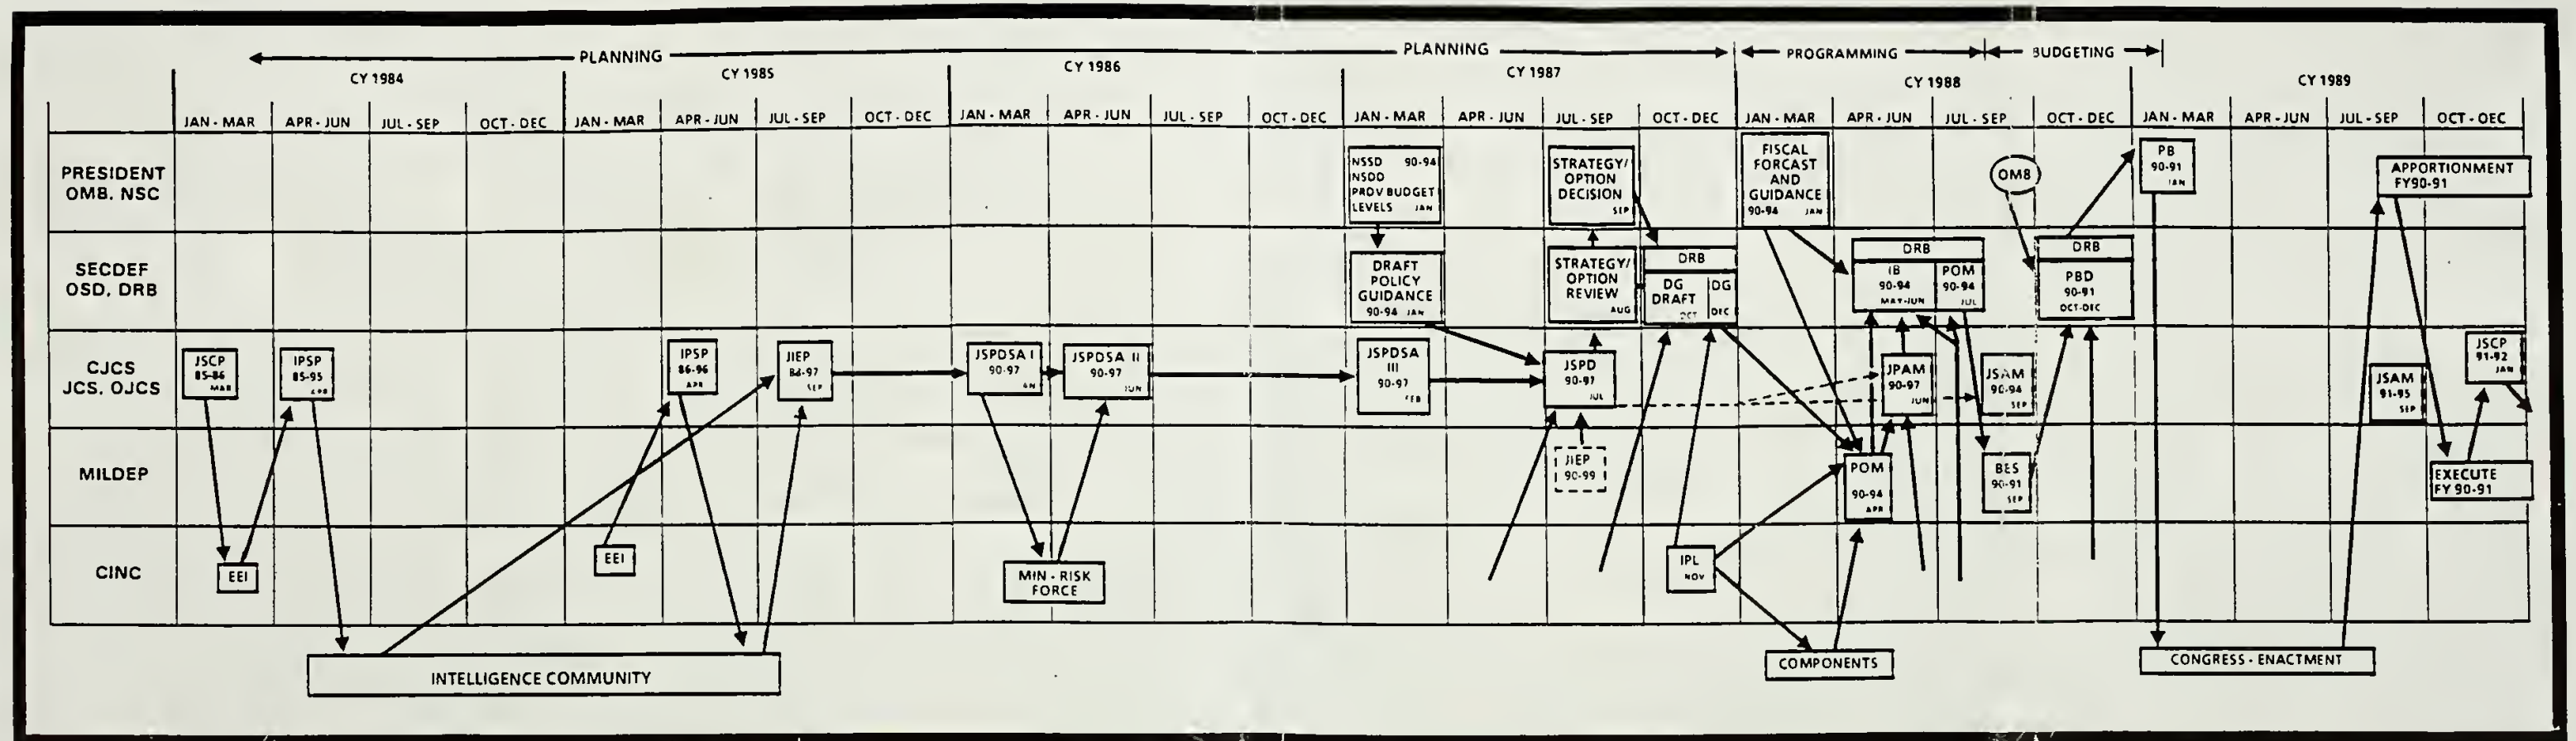 PLANNING
PLANNING
PROGRAMMING
BUDGETING
CY 1984
CY 1985
CY 1986
CY 1987
CY 1988
CY 1989
JAN - MAR
APR - JUN
JUL - SEP
OCT - DEC
JAN - MAR
APR - JUN
JUL - SEP
OCT - DEC
JAN - MAR
APR - JUN
JUL - SEP
OCT - DEC
JAN - MAR
APR - JUN
JUL - SEP
OCT - DEC
JAN - MAR
APR - JUN
JUL - SEP
OCT - DEC
JAN - MAR
APR - JUN
JUL - SEP
OCT - DEC
PRESIDENT
OMB, NSC
NSSD 90-94
NSDD
PROV BUDGET
LEVELS JAN
STRATEGY/
OPTION
DECISION
SEP
FISCAL
FORCAST
AND
GUIDANCE
90-94 JAN
OMB
PB
90-91
JAN
APPORTIONMENT
FY90-91
SECDEF
OSD, DRB
DRAFT
POLICY
GUIDANCE
90-94 JAN
STRATEGY/
OPTION
REVIEW
AUG
DRB
DG
DRAFT
OCT
DG
DEC
DRB
IB
90-94
MAY-JUN
POM
90-94
JUL
DRB
PBD
90-91
OCT-DEC
CJCS
JCS, OJCS
JSCP
85-86
MAR
IPSP
85-95
APR
IPSP
86-96
APR
JIEP
SEP
JSPDSA I
90-97
JSPDSA II
90-97
JUN
JSPDSA
III
90-97
FEB
JSPD
90-97
JUL
JPAM
90-97
JUN
JSAM
90-94
SEP
JSAM
91-95
SEP
JSCP
91-92
JAN
MILDEP
JIEP
90-99
POM
90-94
APR
BES
90-91
SEP
EXECUTE
FY 90-91
CINC
EEI
EEI
MIN - RISK
FORCE
IPL
NOV
INTELLIGENCE COMMUNITY
COMPONENTS
CONGRESS - ENACTMENT